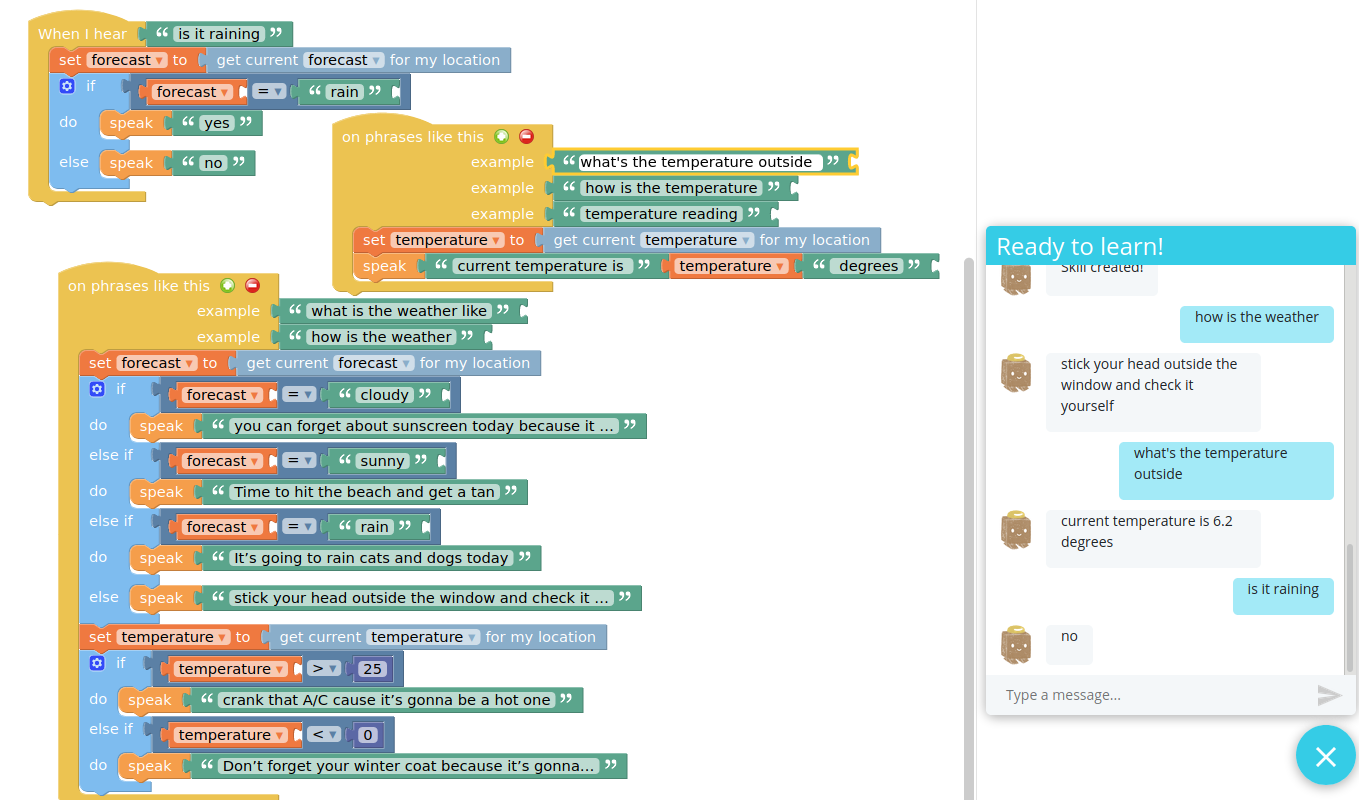 When I hear “ is it raining ”
set forecast to get current forecast for my location
if forecast = “ rain ”
do speak “ yes ”
else speak “ no ”
on phrases like this
example “ what's the temperature outside ”
example “ how is the temperature ”
example “ temperature reading ”
set temperature to get current temperature for my location
speak “ current temperature is ” temperature “ degrees ”
on phrases like this
example “ what is the weather like ”
example “ how is the weather ”
set forecast to get current forecast for my location
if forecast = “ cloudy ”
do speak “ you can forget about sunscreen today because it ... ”
else if forecast = “ sunny ”
do speak “ Time to hit the beach and get a tan ”
else if forecast = “ rain ”
do speak “ It’s going to rain cats and dogs today ”
else speak “ stick your head outside the window and check it ... ”
set temperature to get current temperature for my location
if temperature > 25
do speak “ crank that A/C cause it’s gonna be a hot one ”
else if temperature < 0
do speak “ Don’t forget your winter coat because it’s gonna... ”
Ready to learn!
Skill created!
how is the weather
stick your head outside the
window and check it
yourself
what's the temperature
outside
current temperature is 6.2
degrees
is it raining
no
Type a message...